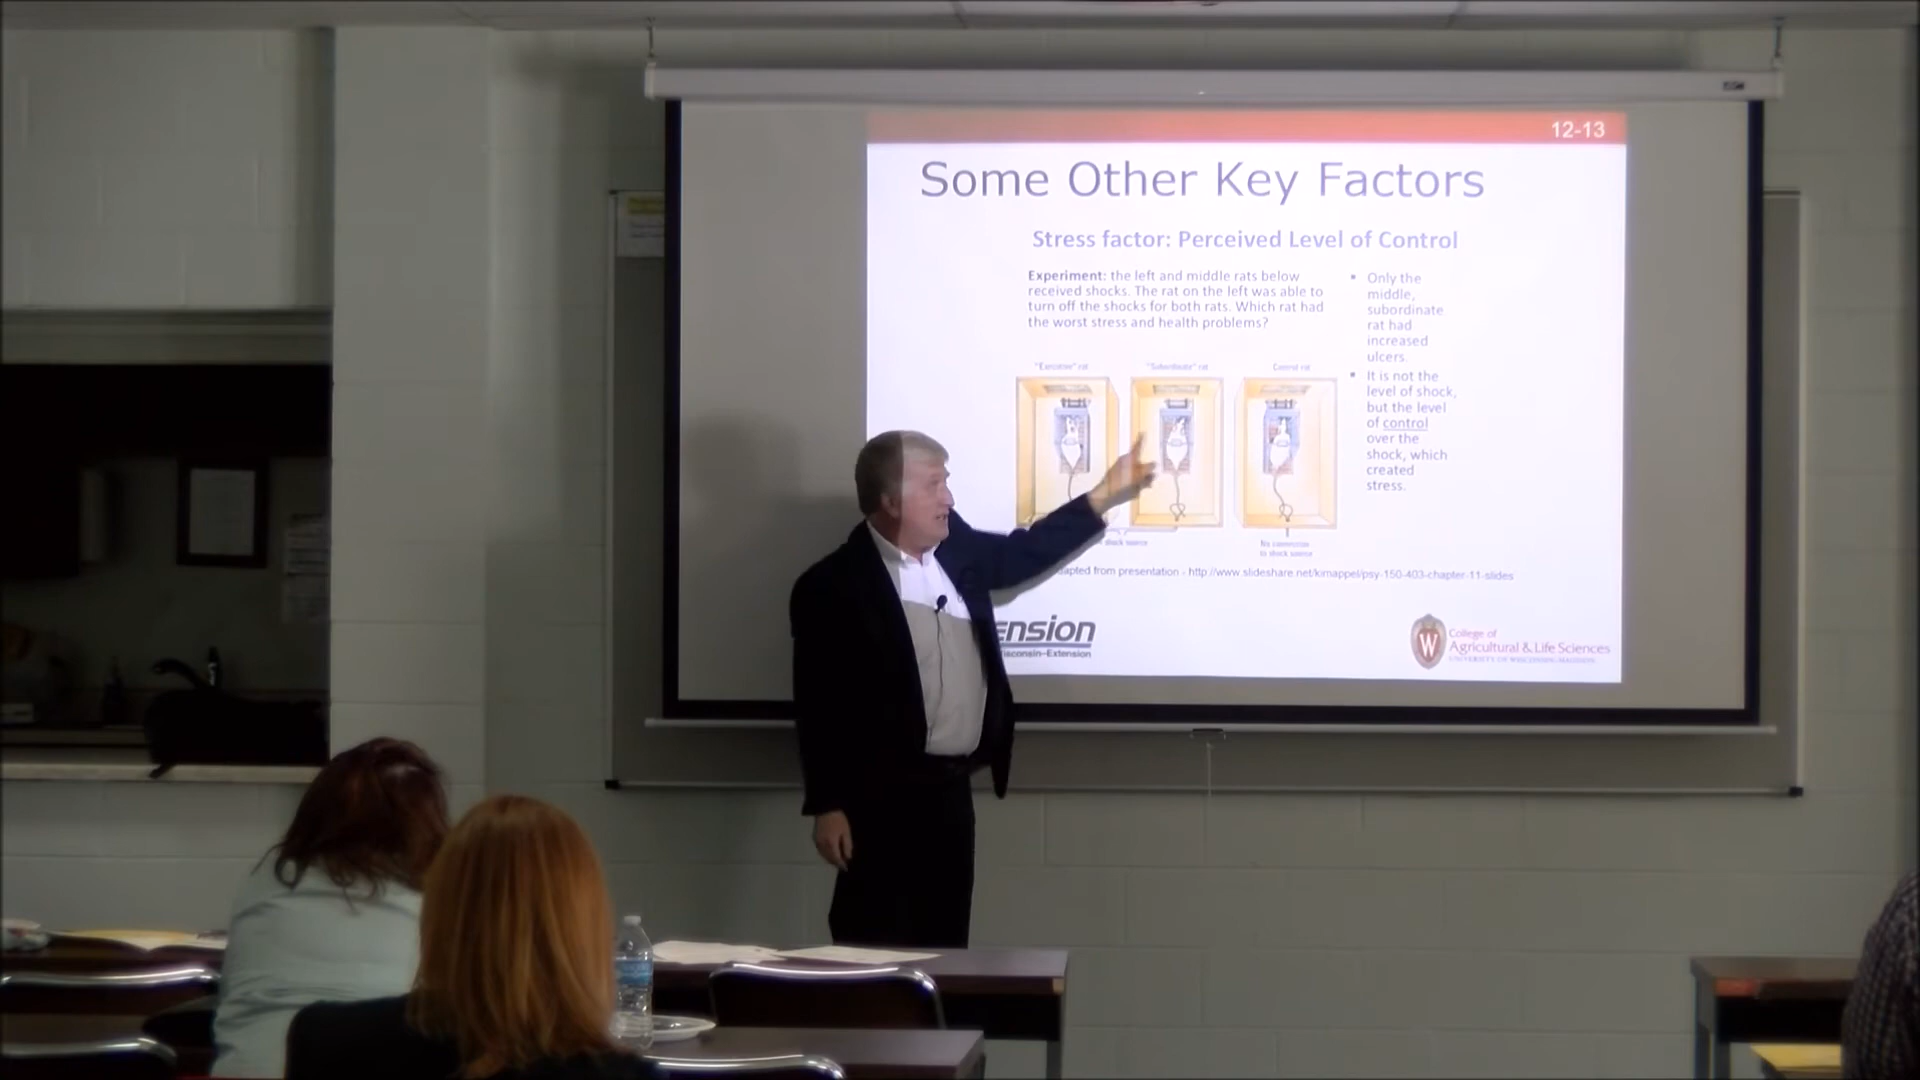 12-13
Some Other Key Factors
Stress factor: Perceived Level of Control
Experiment: the left and middle rats below
received shocks. The rat on the left was able to
turn off the shocks for both rats. Which rat had
the worst stress and health problems?
Only the
middle,
subordinate
rat had
increased
ulcers.
It is not the
level of shock,
but the level
of control
over the
shock, which
created
stress.
"Executive" rat
"Subordinate" rat
Control rat
shock source
No connection
to shock source
apted from presentation - http://www.slideshare.net/kimappel/psy-150-403-chapter-11-slides
ension
isconsin–Extension
W
College of
Agricultural & Life Sciences
UNIVERSITY OF WISCONSIN-MADISON